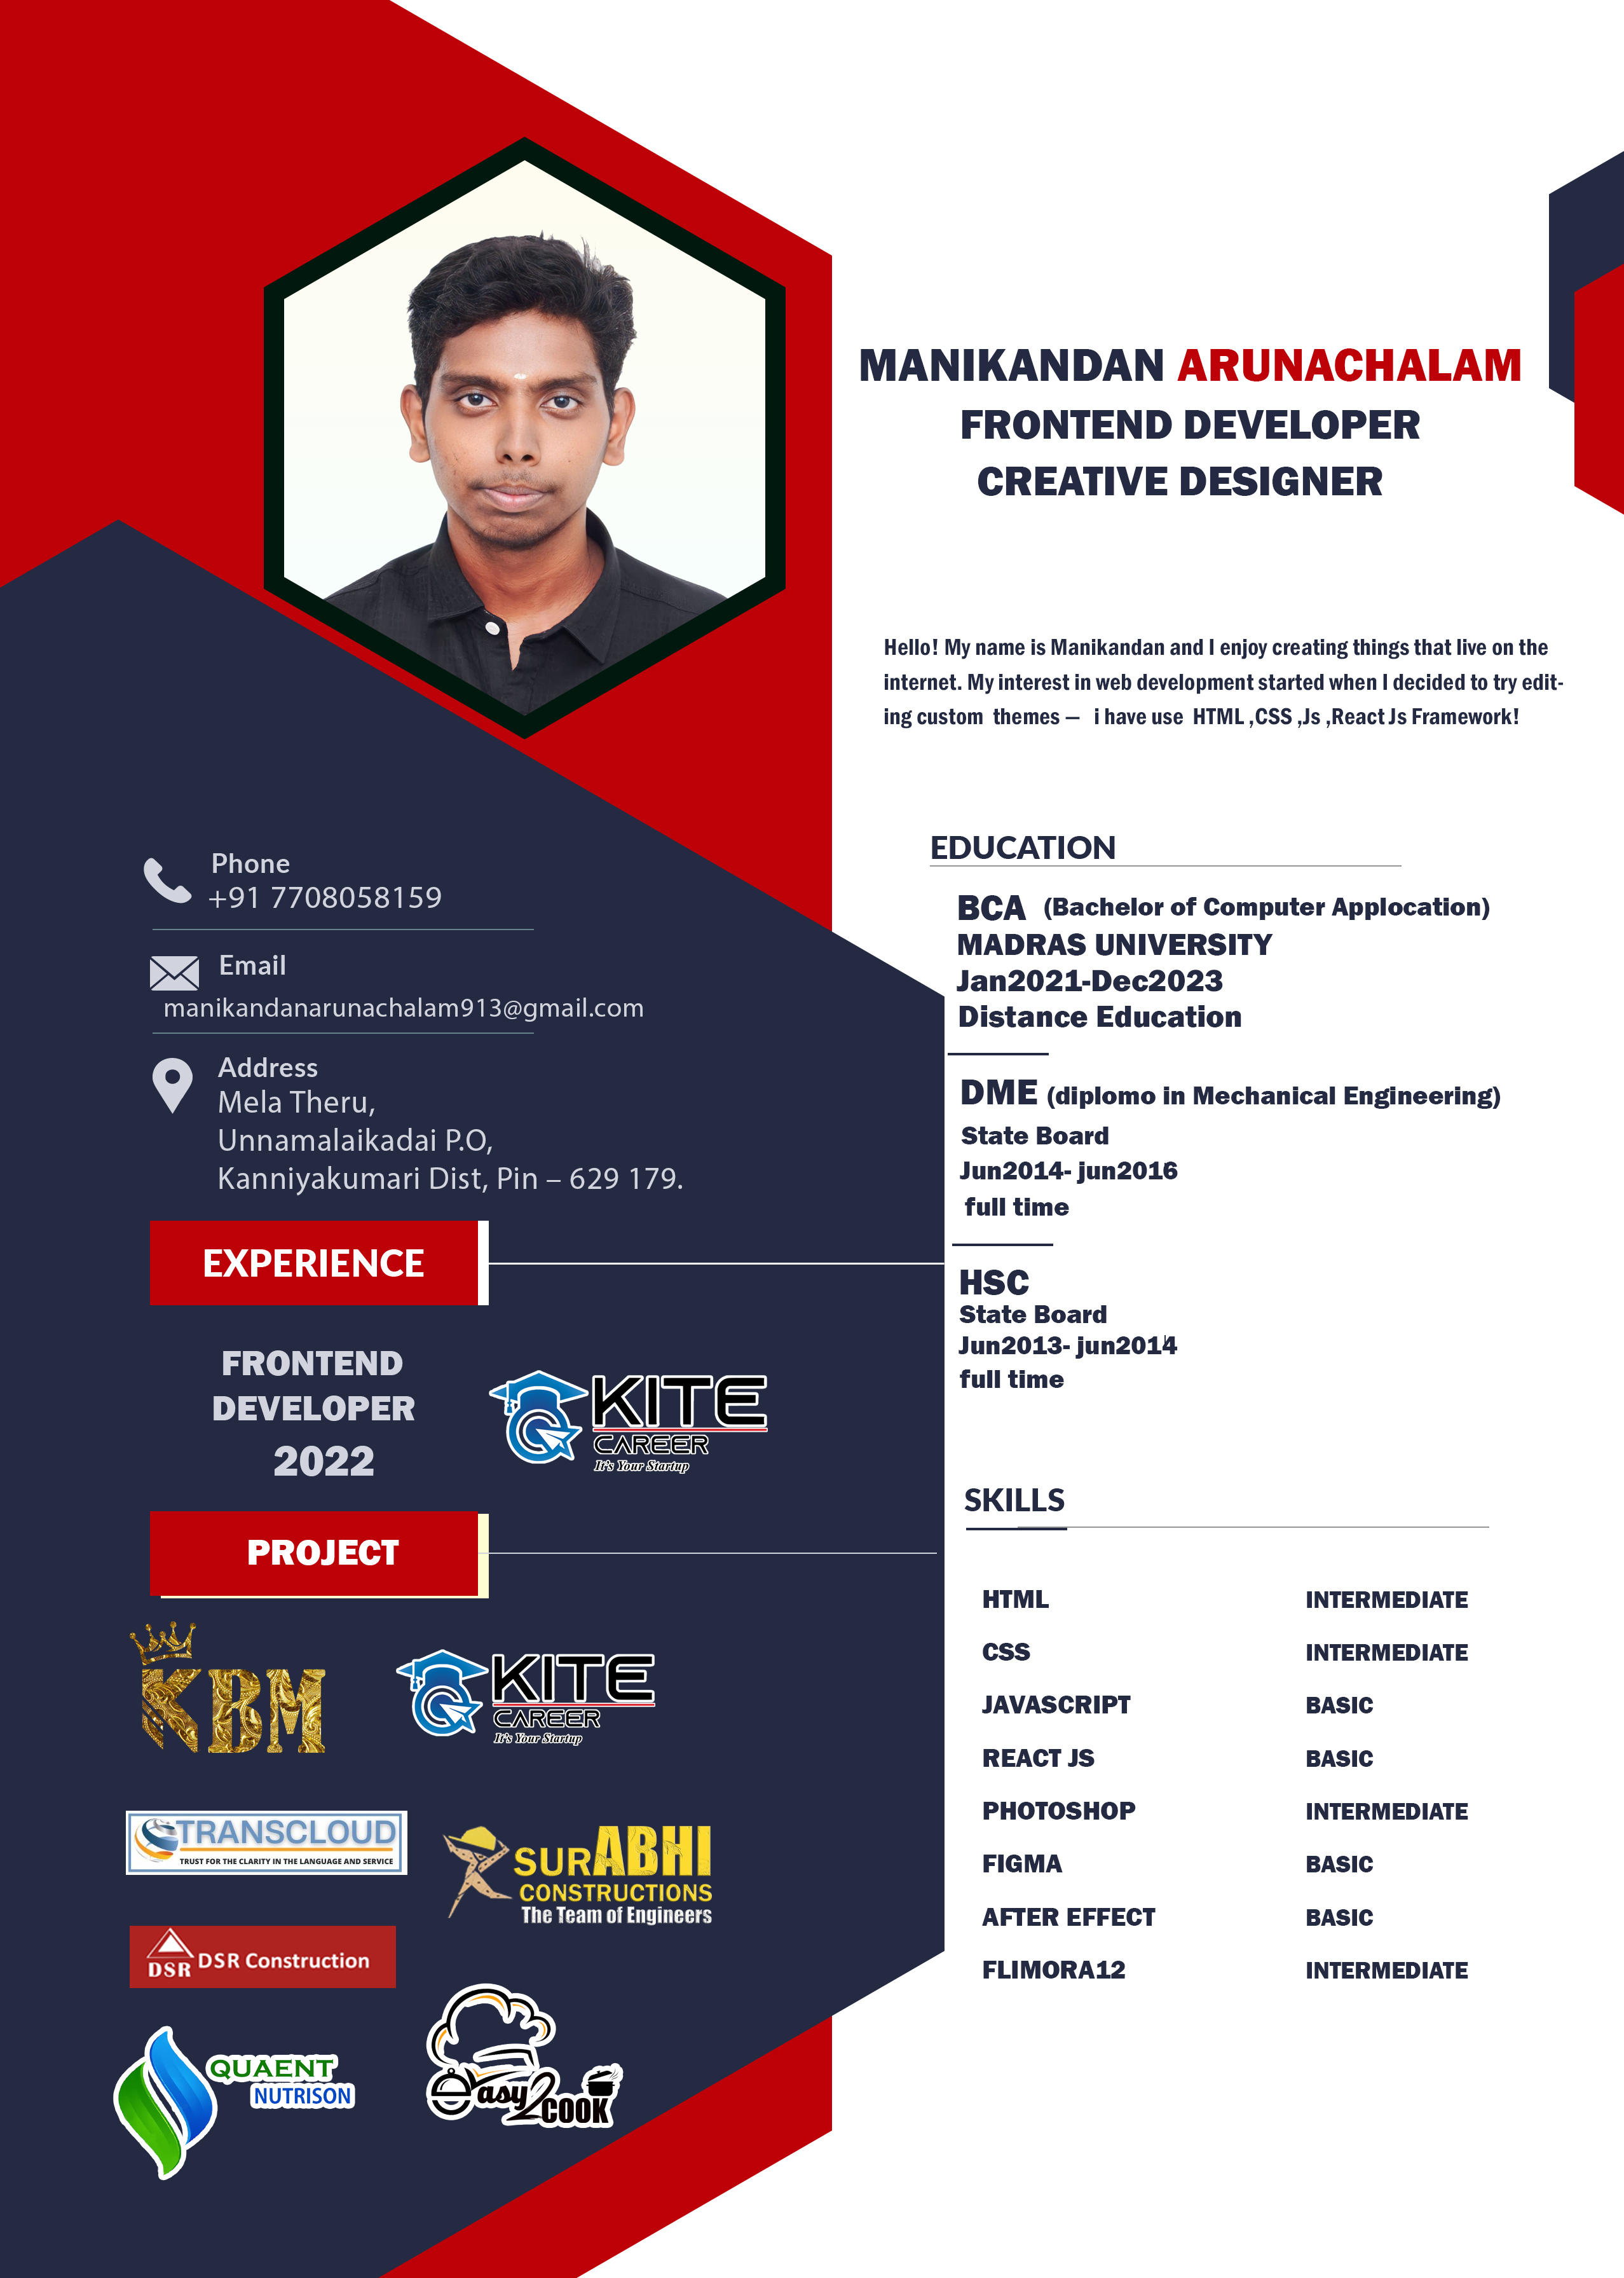 MANIKANDAN ARUNACHALAM
FRONTEND DEVELOPER
CREATIVE DESIGNER
Hello! My name is Manikandan and I enjoy creating things that live on the
internet. My interest in web development started when I decided to try edit-
ing custom themes — i have use HTML ,CSS ,Js ,React Js Framework!
Phone
+91 7708058159
Email
manikandanarunachalam913@gmail.com
Address
Mela Theru,
Unnamalaikadai P.O,
Kanniyakumari Dist, Pin – 629 179.
EXPERIENCE
FRONTEND
DEVELOPER
2022
KITE
CAREER
It's Your Startup
PROJECT
KBM
KITE
CAREER
It's Your Startup
TRANSCLOUD
TRUST FOR THE CLARITY IN THE LANGUAGE AND SERVICE
SURABHI
CONSTRUCTIONS
The Team of Engineers
DSR
DSR Construction
QUAENT
NUTRISON
easy2
COOK
EDUCATION
BCA (Bachelor of Computer Applocation)
MADRAS UNIVERSITY
Jan2021-Dec2023
Distance Education
DME (diplomo in Mechanical Engineering)
State Board
Jun2014- jun2016
full time
HSC
State Board
Jun2013- jun2014
full time
SKILLS
HTML INTERMEDIATE
CSS INTERMEDIATE
JAVASCRIPT BASIC
REACT JS BASIC
PHOTOSHOP INTERMEDIATE
FIGMA BASIC
AFTER EFFECT BASIC
FLIMORA12 INTERMEDIATE